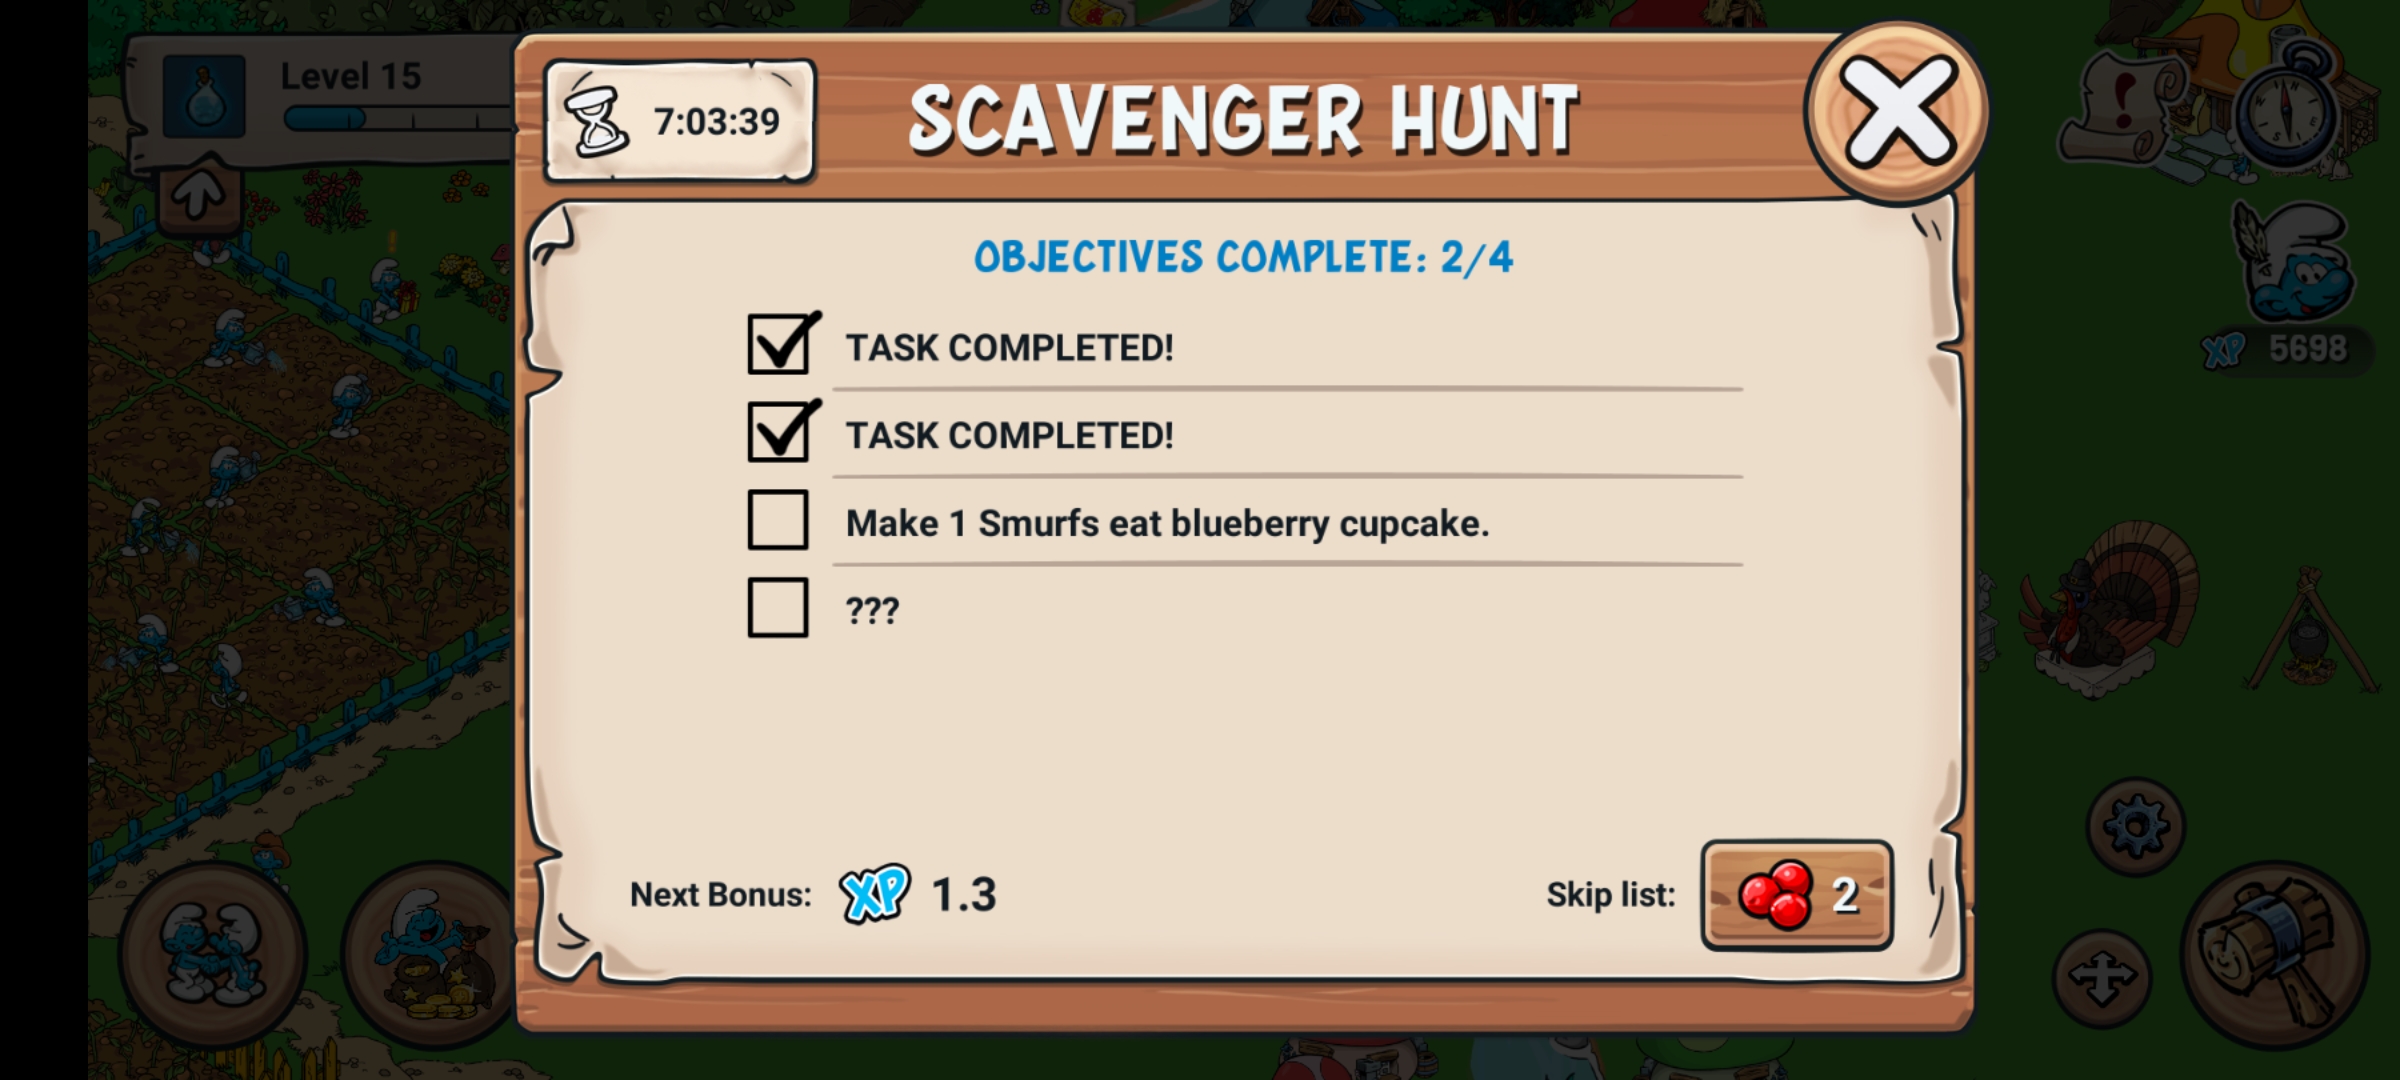 Level 15
7:03:39
SCAVENGER HUNT
OBJECTIVES COMPLETE: 2/4
TASK COMPLETED!
TASK COMPLETED!
Make 1 Smurfs eat blueberry cupcake.
???
Next Bonus: XP 1.3
Skip list: 2
XP 5698